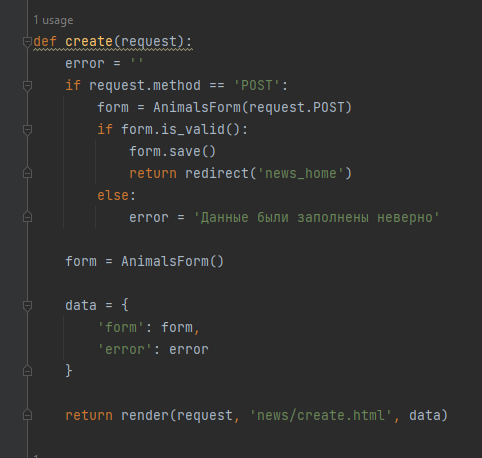 1 usage
def create(request):
    error = ''
    if request.method == 'POST':
        form = AnimalsForm(request.POST)
        if form.is_valid():
            form.save()
            return redirect('news_home')
        else:
            error = 'Данные были заполнены неверно'
    form = AnimalsForm()
    data = {
        'form': form,
        'error': error
    }
    return render(request, 'news/create.html', data)